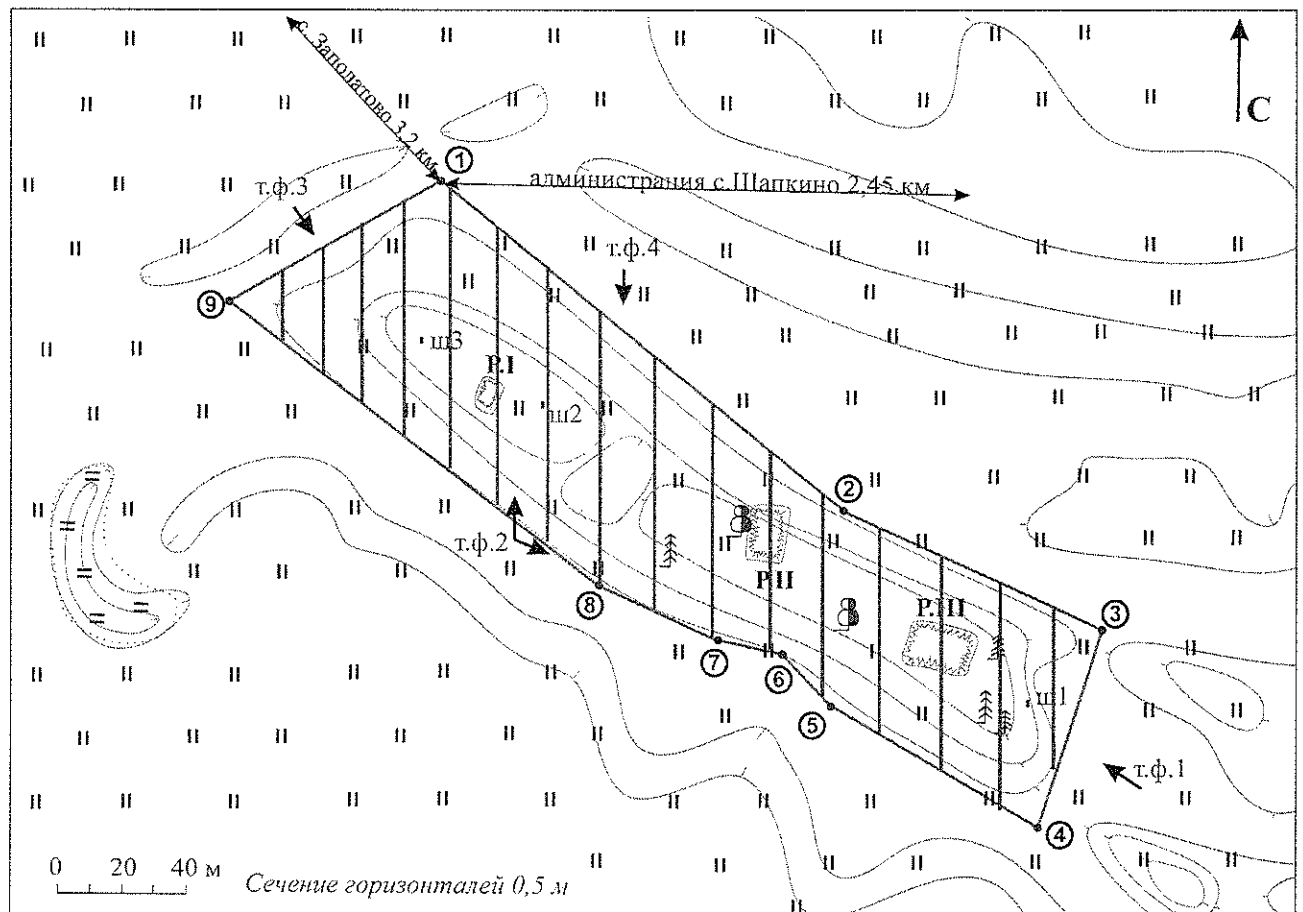 с. Заполатово 3,2 км
С
1
т.ф.3
администрация с.Шапкино 2,45 км
т.ф.4
9
ш3
Р.I
ш2
2
т.ф.2
Р.II
8
Р.III
3
7
6
ш1
5
т.ф.1
4
0 20 40 м
Сечение горизонталей 0,5 м